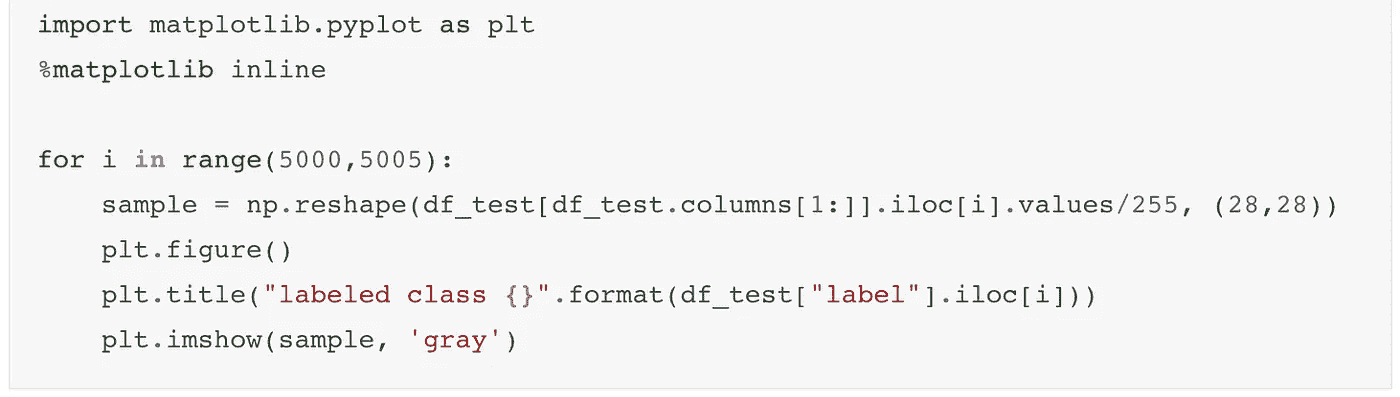 import matplotlib.pyplot as plt
%matplotlib inline

for i in range(5000,5005):
    sample = np.reshape(df_test[df_test.columns[1:]].iloc[i].values/255, (28,28))
    plt.figure()
    plt.title("labeled class {}".format(df_test["label"].iloc[i]))
    plt.imshow(sample, 'gray')